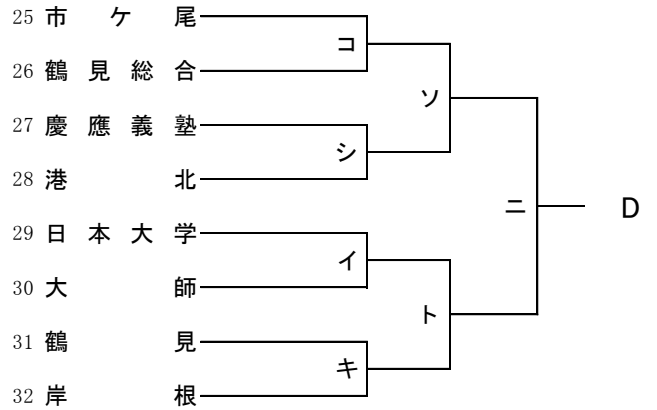 25 市ケ尾
コ
26 鶴見総合
ソ
27 慶應義塾
シ
28 港北
ニ D
29 日本大学
イ
30 大師
ト
31 鶴見
キ
32 岸根